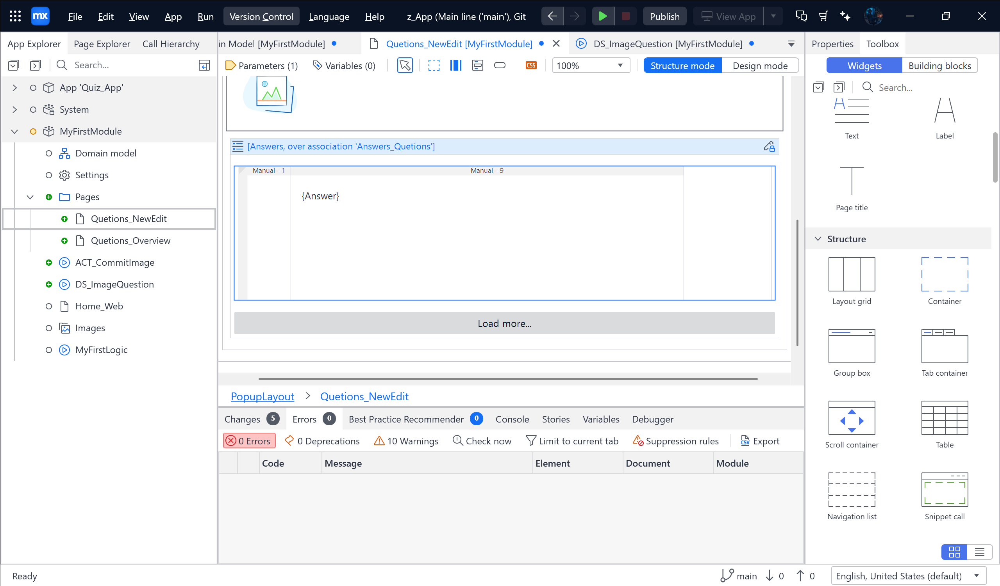 mx File Edit View App Run Version Control Language Help z_App (Main line ('main'), Git Publish View App
App Explorer Page Explorer Call Hierarchy
in Model [MyFirstModule] Quetions_NewEdit [MyFirstModule] DS_ImageQuestion [MyFirstModule]
Properties Toolbox
Search...
Parameters (1) Variables (0) CSS 100% Structure mode Design mode
Widgets Building blocks
Search...
App 'Quiz_App'
System
MyFirstModule
Domain model
Settings
Pages
Quetions_NewEdit
Quetions_Overview
ACT_CommitImage
DS_ImageQuestion
Home_Web
Images
MyFirstLogic
[Answers, over association 'Answers_Quetions']
Manual - 1 Manual - 9
{Answer}
Load more...
PopupLayout > Quetions_NewEdit
Changes 5 Errors 0 Best Practice Recommender 0 Console Stories Variables Debugger
0 Errors 0 Deprecations 10 Warnings Check now Limit to current tab Suppression rules CSV Export
Code Message Element Document Module
Text Label
Page title
Structure
Layout grid Container
Group box Tab container
Scroll container Table
Navigation list Snippet call
Ready main 0 0 English, United States (default)